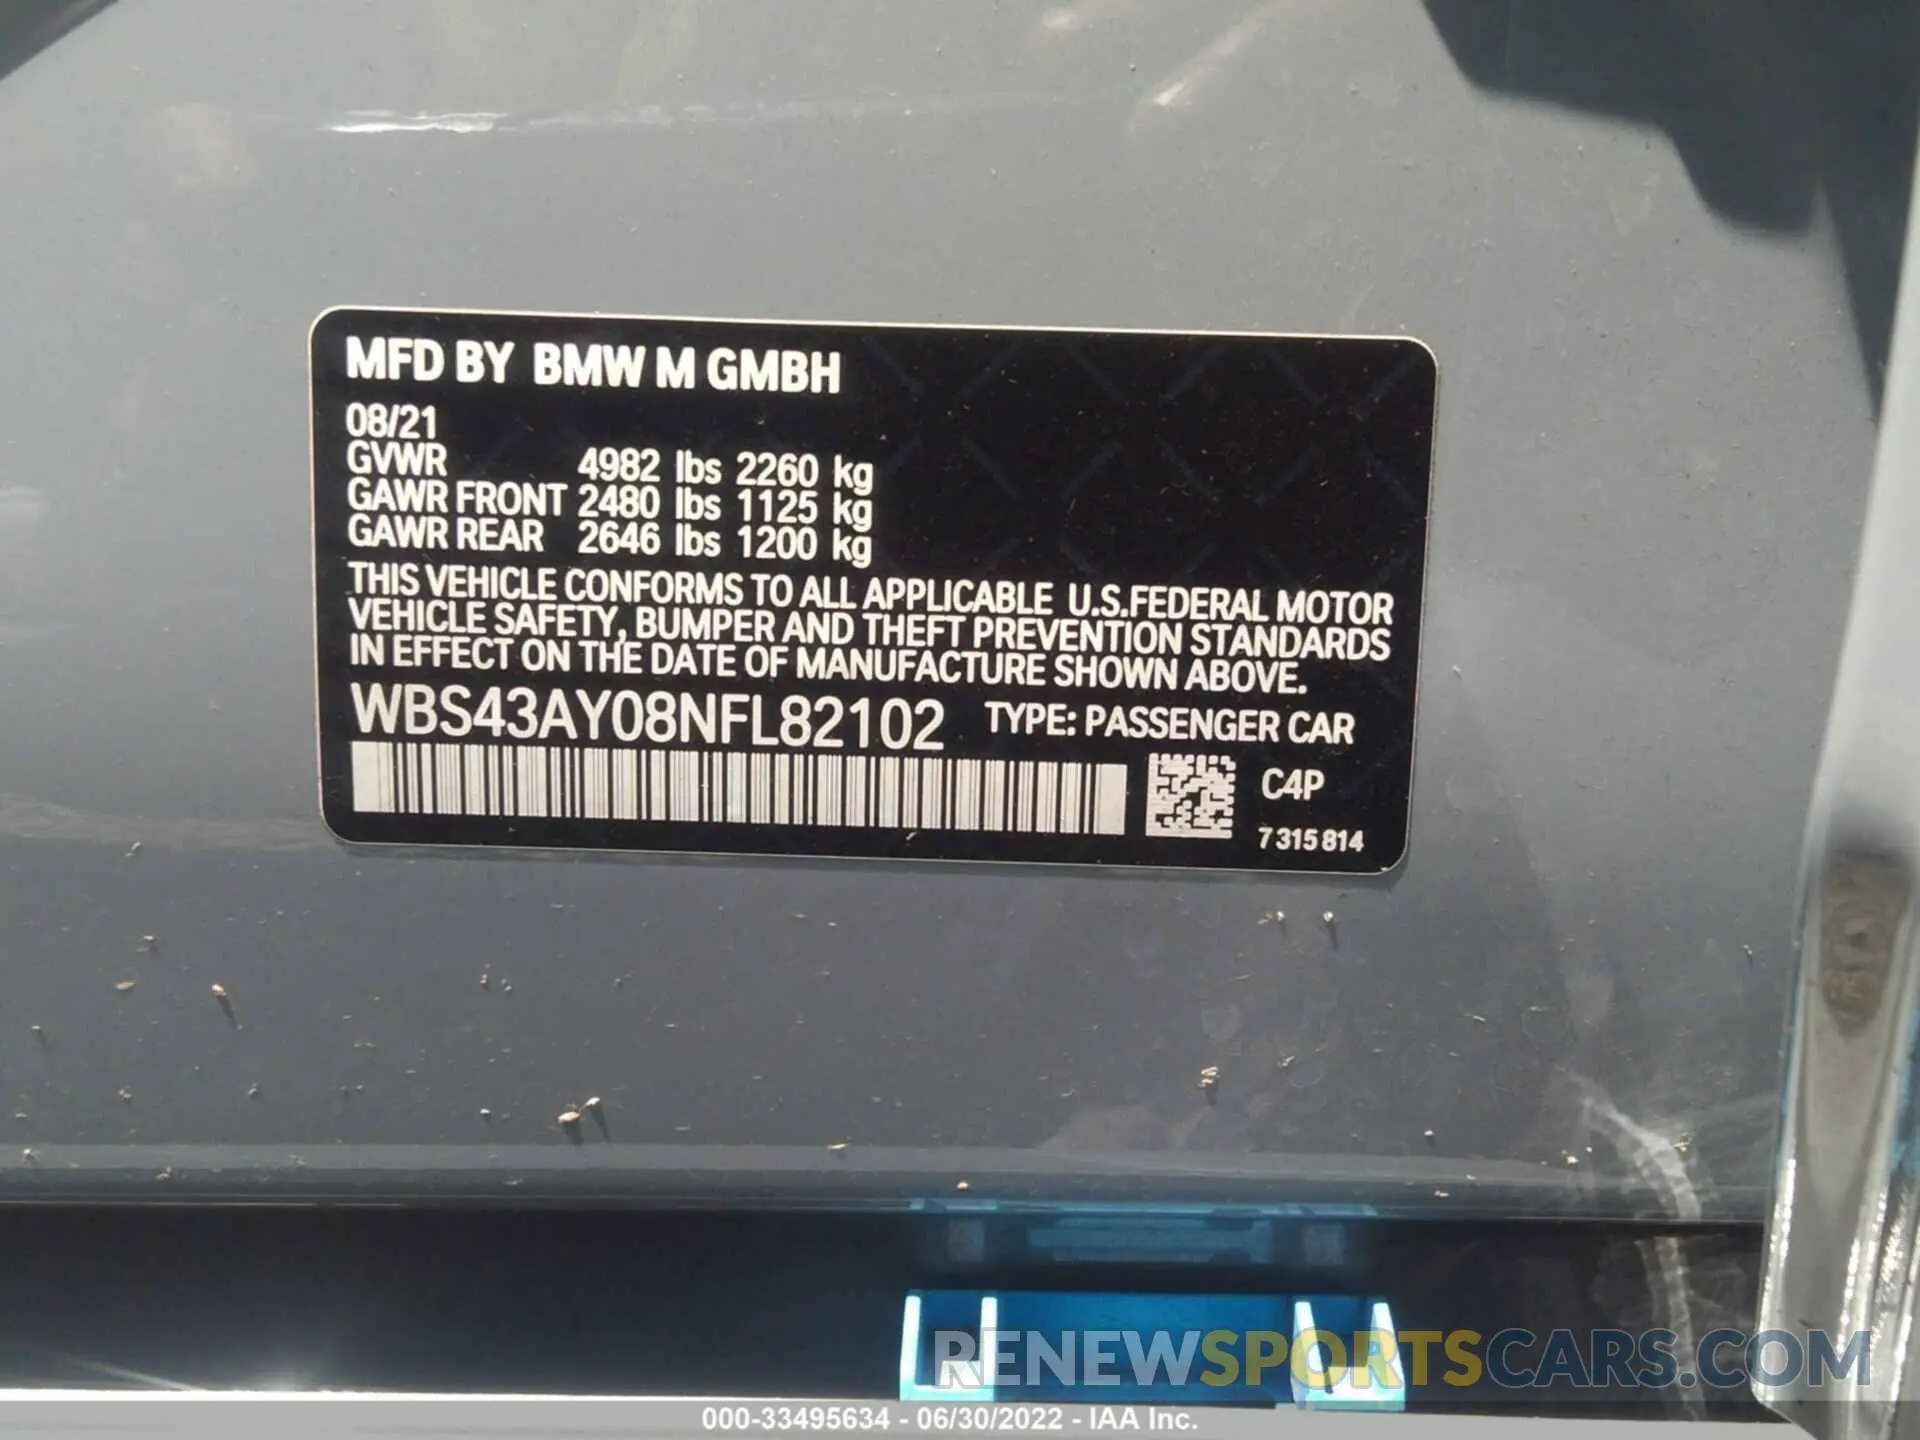 MFD BY BMW M GMBH
08/21
GVWR 4982 lbs 2260 kg
GAWR FRONT 2480 lbs 1125 kg
GAWR REAR 2646 lbs 1200 kg
THIS VEHICLE CONFORMS TO ALL APPLICABLE U.S.FEDERAL MOTOR
VEHICLE SAFETY, BUMPER AND THEFT PREVENTION STANDARDS
IN EFFECT ON THE DATE OF MANUFACTURE SHOWN ABOVE.
WBS43AY08NFL82102 TYPE: PASSENGER CAR
C4P
7 315 814
RENEWSPORTSCARS.COM
000-33495634 - 06/30/2022 - IAA Inc.